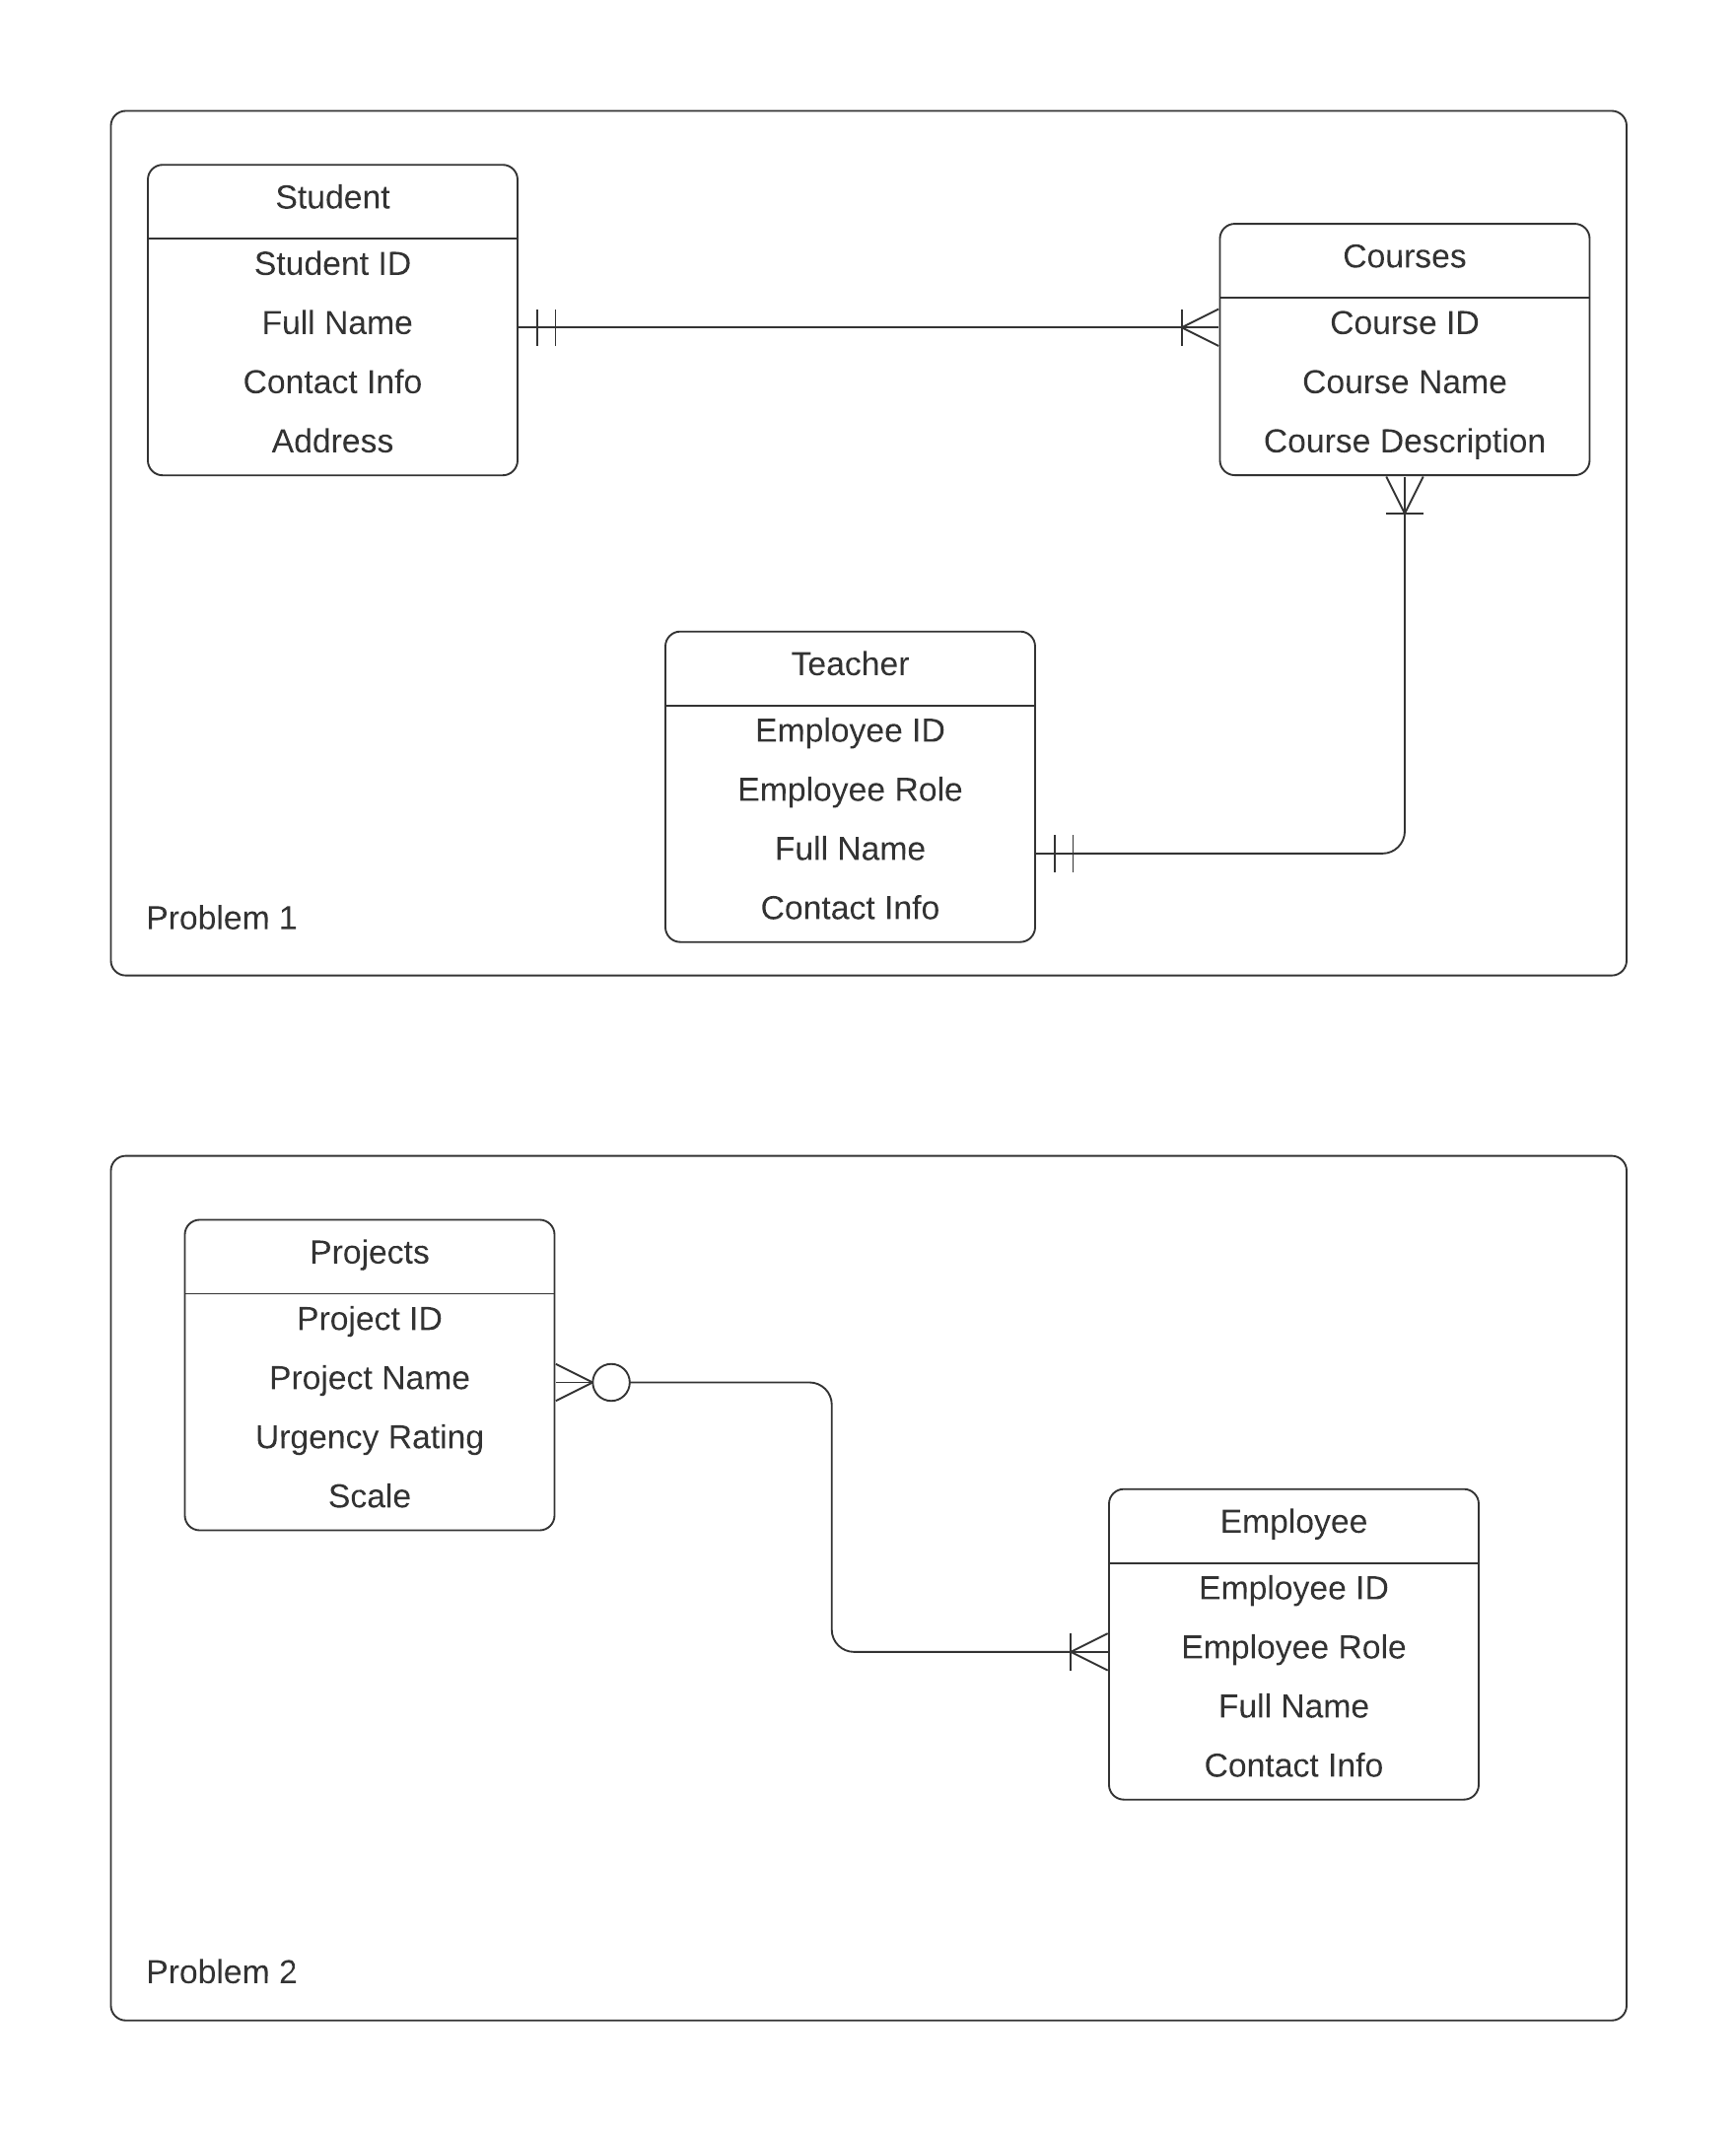 Student
Student ID
Full Name
Contact Info
Address
Courses
Course ID
Course Name
Course Description
Teacher
Employee ID
Employee Role
Full Name
Contact Info
Problem 1
Projects
Project ID
Project Name
Urgency Rating
Scale
Employee
Employee ID
Employee Role
Full Name
Contact Info
Problem 2